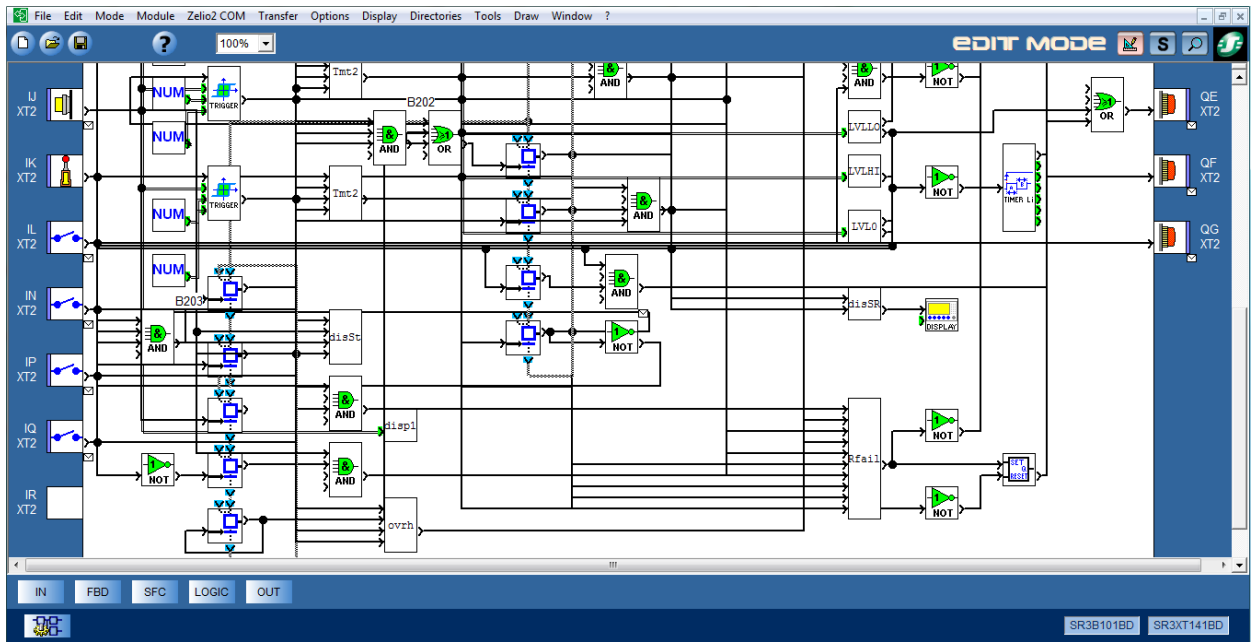 File Edit Mode Module Zelio2 COM Transfer Options Display Directories Tools Draw Window ?
? 100% EDIT MODE S
IJ
XT2
NUM
TRIGGER
Tmt2
B202
AND
AND
NOT
OR
QE
XT2
NUM
AND
OR
LVLLO
IK
XT2
NUM
TRIGGER
Tmt2
AND
LVLHI
NOT
TIMER Li
QF
XT2
IL
XT2
LVLO
QG
XT2
NUM
AND
IN
XT2
B203
AND
disSt
NOT
disSR
DISPLAY
IP
XT2
AND
disp1
NOT
IQ
XT2
NOT
AND
Rfail
SET
Q
RESET
IR
XT2
ovrh
NOT
IN FBD SFC LOGIC OUT
SR3B101BD SR3XT141BD